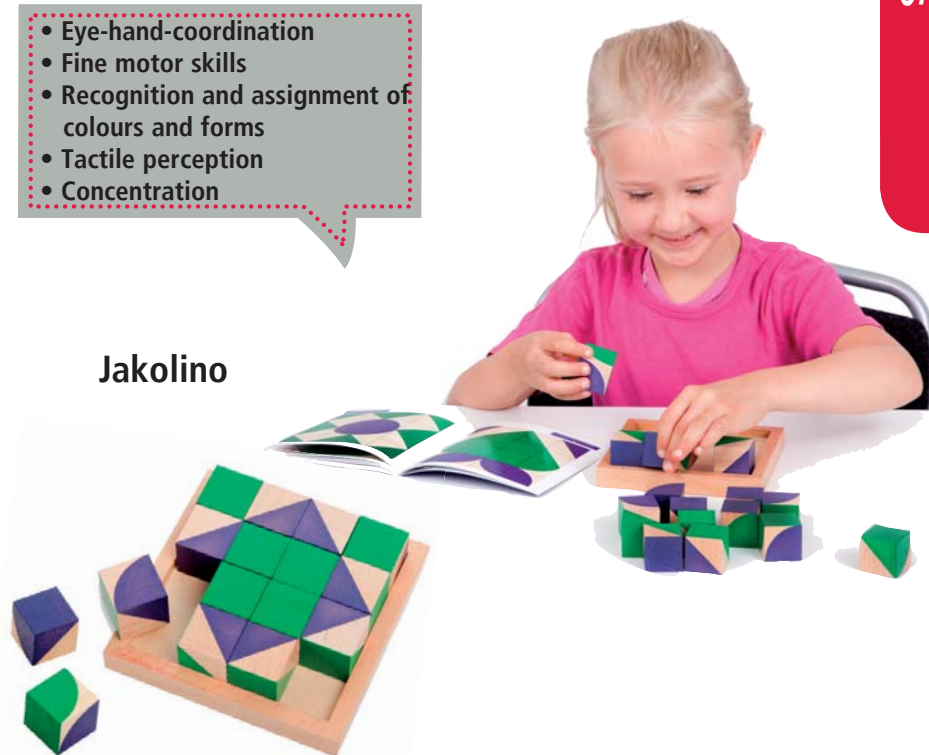 • Eye-hand-coordination
• Fine motor skills
• Recognition and assignment of
colours and forms
• Tactile perception
• Concentration
Jakolino